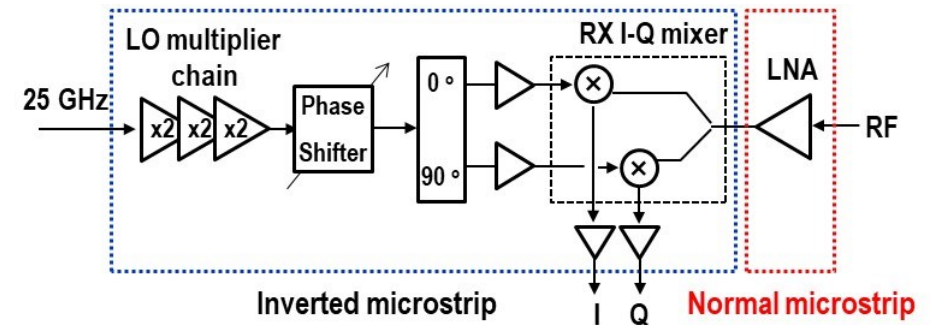 LO multiplier
chain
RX I-Q mixer
LNA
25 GHz
x2 x2 x2
Phase
Shifter
0 °
90 °
RF
Inverted microstrip
I Q
Normal microstrip